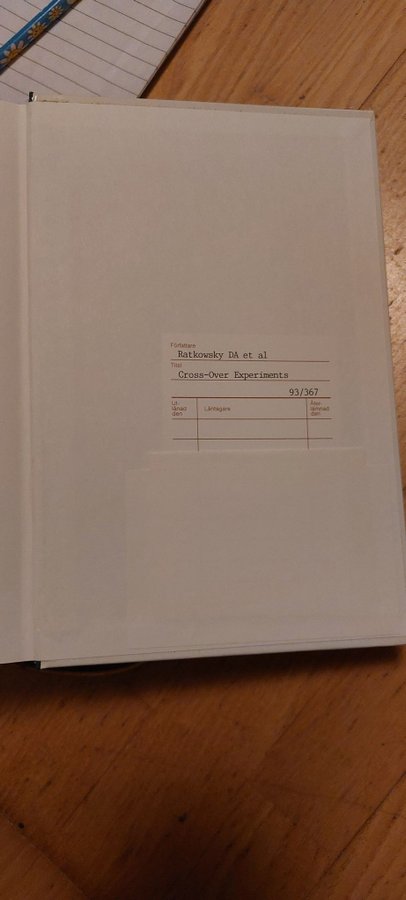 Författare
Ratkowsky DA et al
Titel
Cross-Over Experiments
93/367
Ut-
lånad
den
Låntagare
Åter-
lämnad
den